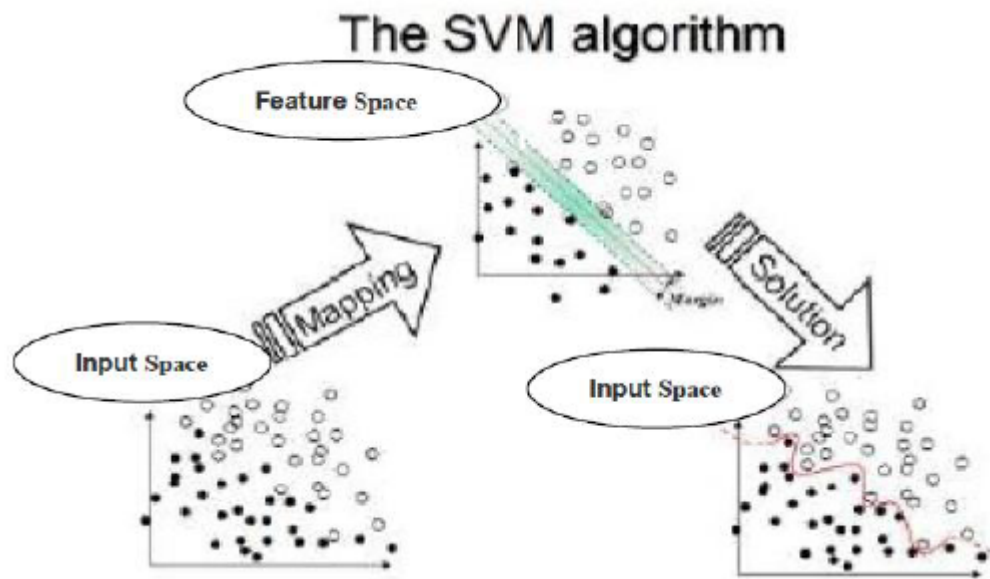 The SVM algorithm
Feature Space
Mapping
Margin
Solution
Input Space
Input Space